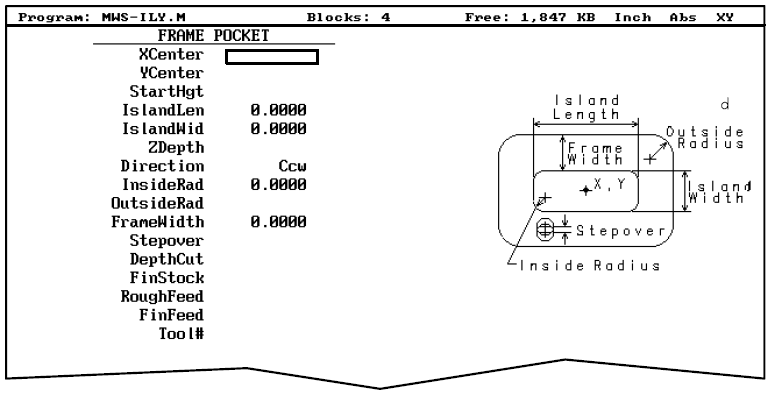 Program: MWS-ILY.M Blocks: 4 Free: 1,847 KB Inch Abs XY
FRAME POCKET
XCenter
YCenter
StartHgt
IslandLen 0.0000
IslandWid 0.0000
ZDepth
Direction Ccw
InsideRad 0.0000
OutsideRad
FrameWidth 0.0000
Stepover
DepthCut
FinStock
RoughFeed
FinFeed
Tool#
Island
Length
d
Outside
Radius
Frame
Width
X,Y
Island
Width
Stepover
Inside Radius